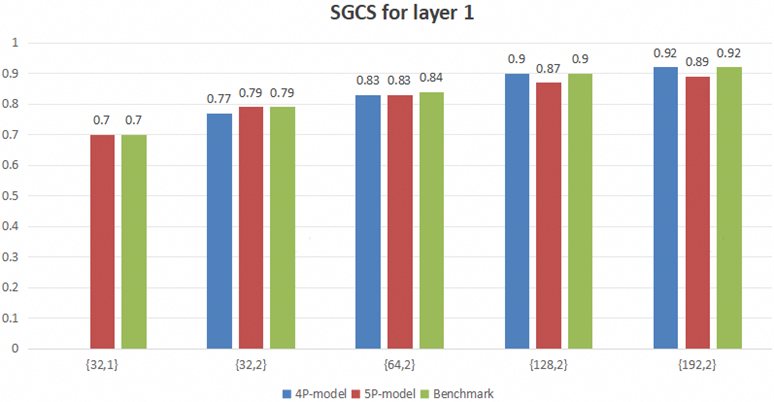 SGCS for layer 1
1
0.9
0.8
0.7
0.6
0.5
0.4
0.3
0.2
0.1
0
0.7 0.7
0.77 0.79 0.79
0.83 0.83 0.84
0.9 0.87 0.9
0.92 0.89 0.92
{32,1} {32,2} {64,2} {128,2} {192,2}
4P-model 5P-model Benchmark